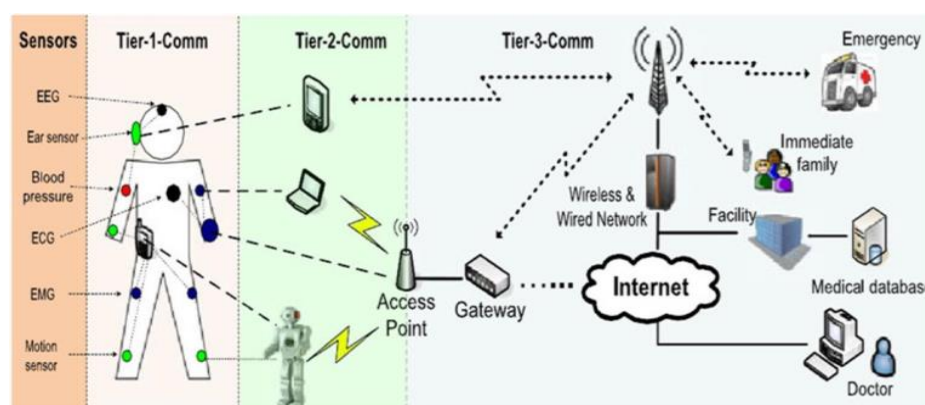 Sensors
Tier-1-Comm
Tier-2-Comm
Tier-3-Comm
Emergency
EEG
Ear sensor
Blood
pressure
ECG
EMG
Motion
sensor
Immediate
family
Wireless &
Wired Network
Facility
Access
Point
Gateway
Internet
Medical database
Doctor